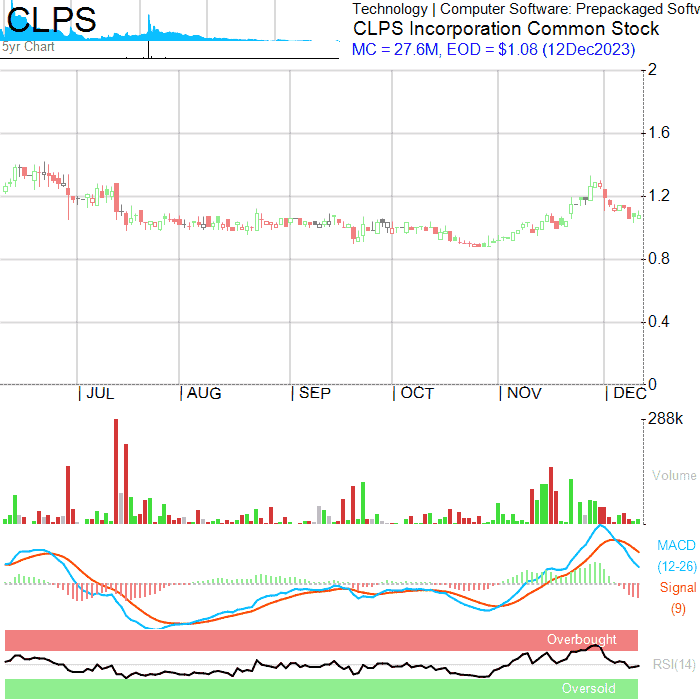 CLPS
5yr Chart
Technology | Computer Software: Prepackaged Softw
CLPS Incorporation Common Stock
MC = 27.6M, EOD = $1.08 (12Dec2023)
2
1.6
1.2
0.8
0.4
0
JUL AUG SEP OCT NOV DEC
288k
Volume
MACD
(12-26)
Signal
(9)
Overbought
RSI(14)
Oversold